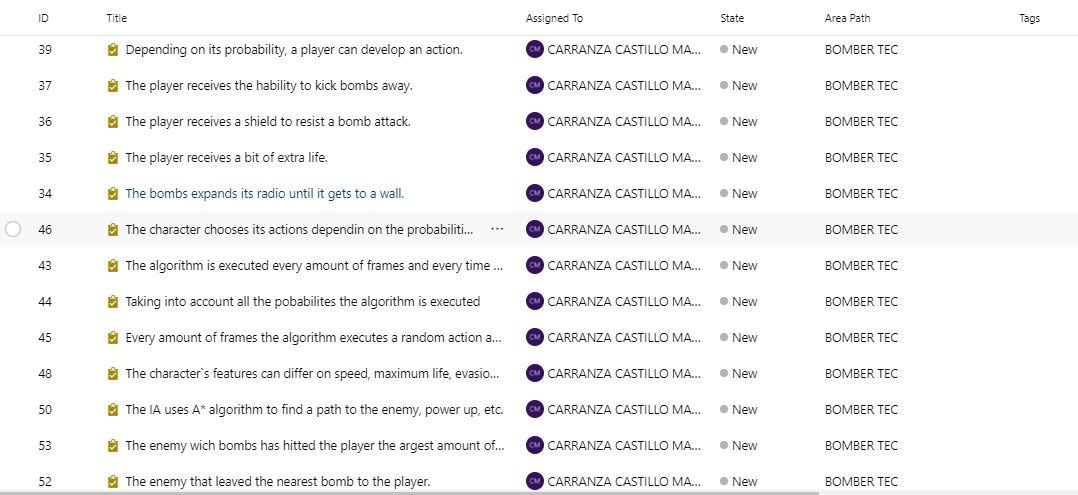 ID Title Assigned To State Area Path Tags
39 Depending on its probability, a player can develop an action. CM CARRANZA CASTILLO MA... New BOMBER TEC
37 The player receives the hability to kick bombs away. CM CARRANZA CASTILLO MA... New BOMBER TEC
36 The player receives a shield to resist a bomb attack. CM CARRANZA CASTILLO MA... New BOMBER TEC
35 The player receives a bit of extra life. CM CARRANZA CASTILLO MA... New BOMBER TEC
34 The bombs expands its radio until it gets to a wall. CM CARRANZA CASTILLO MA... New BOMBER TEC
46 The character chooses its actions dependin on the probabiliti... ... CM CARRANZA CASTILLO MA... New BOMBER TEC
43 The algorithm is executed every amount of frames and every time ... CM CARRANZA CASTILLO MA... New BOMBER TEC
44 Taking into account all the pobabilites the algorithm is executed CM CARRANZA CASTILLO MA... New BOMBER TEC
45 Every amount of frames the algorithm executes a random action a... CM CARRANZA CASTILLO MA... New BOMBER TEC
48 The character`s features can differ on speed, maximum life, evasio... CM CARRANZA CASTILLO MA... New BOMBER TEC
50 The IA uses A* algorithm to find a path to the enemy, power up, etc. CM CARRANZA CASTILLO MA... New BOMBER TEC
53 The enemy wich bombs has hitted the player the argest amount of... CM CARRANZA CASTILLO MA... New BOMBER TEC
52 The enemy that leaved the nearest bomb to the player. CM CARRANZA CASTILLO MA... New BOMBER TEC